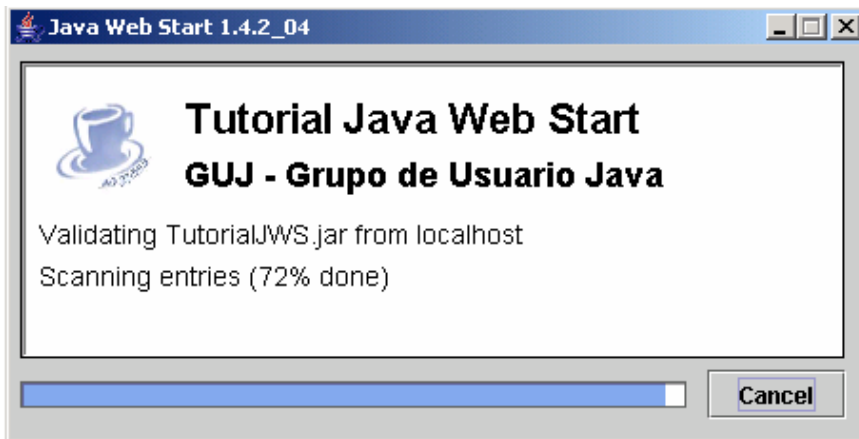 Java Web Start 1.4.2_04
Tutorial Java Web Start
GUJ - Grupo de Usuario Java
Validating TutorialJWS.jar from localhost
Scanning entries (72% done)
Cancel